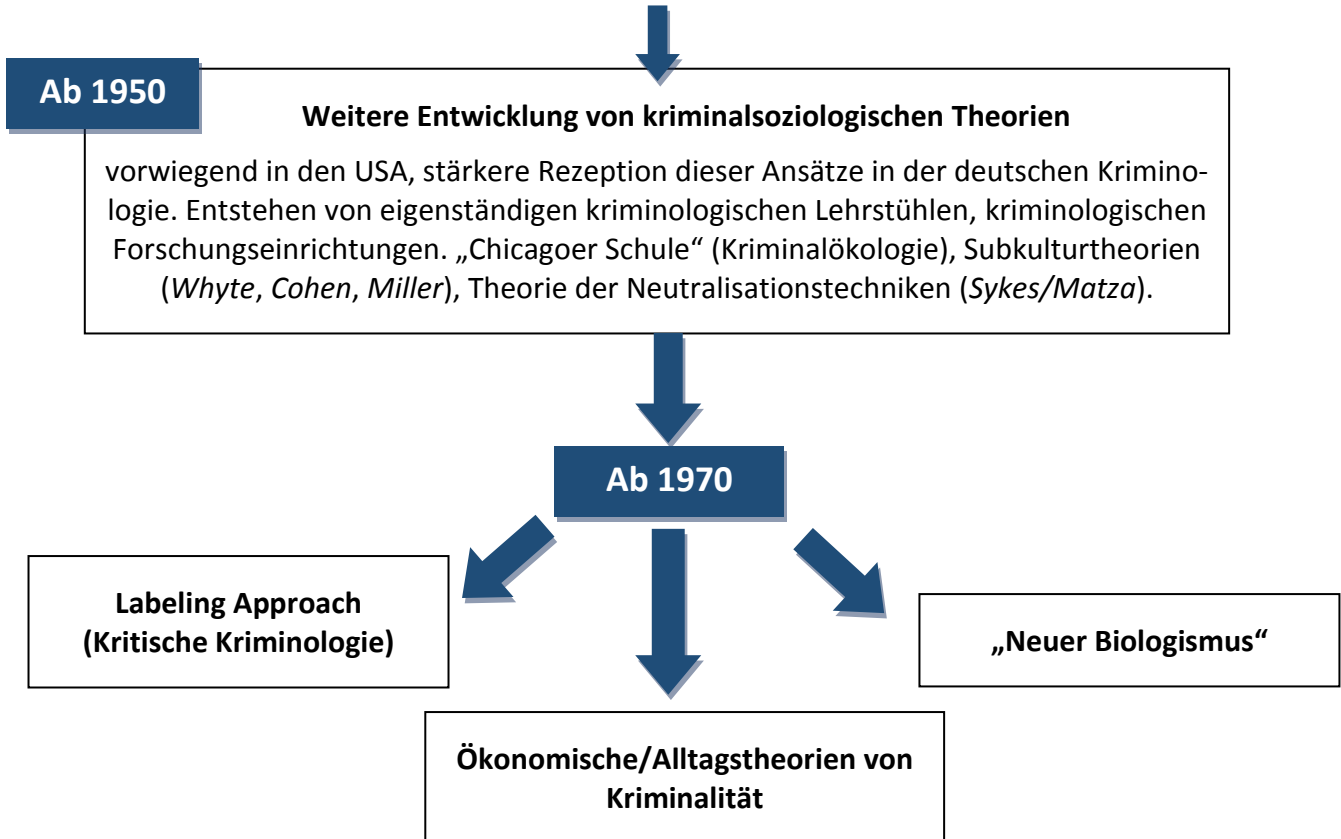 Ab 1950
Weitere Entwicklung von kriminalsoziologischen Theorien
vorwiegend in den USA, stärkere Rezeption dieser Ansätze in der deutschen Krimino-
logie. Entstehen von eigenständigen kriminologischen Lehrstühlen, kriminologischen
Forschungseinrichtungen. „Chicagoer Schule“ (Kriminalökologie), Subkulturtheorien
(Whyte, Cohen, Miller), Theorie der Neutralisationstechniken (Sykes/Matza).
Ab 1970
Labeling Approach
(Kritische Kriminologie)
„Neuer Biologismus“
Ökonomische/Alltagstheorien von
Kriminalität